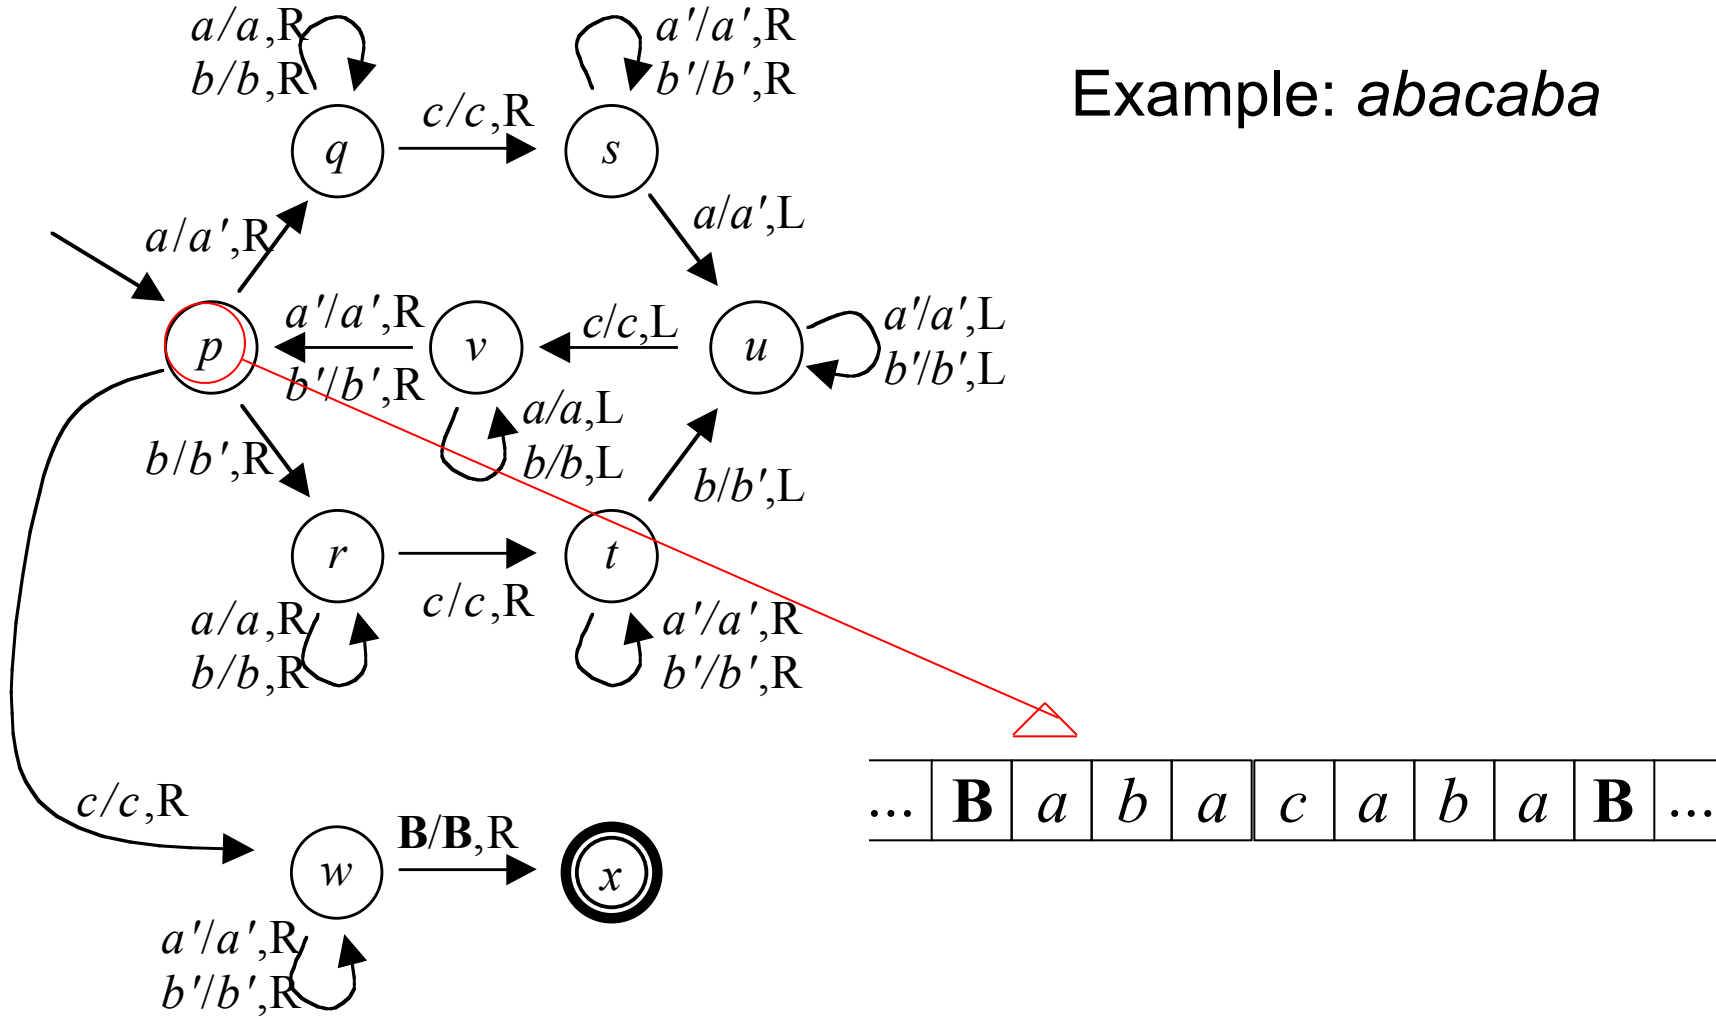 a/a,R
b/b,R
a'/a',R
b'/b',R
Example: abacaba
c/c,R
q
s
a/a',R
a/a',L
a'/a',R
b'/b',R
c/c,L
a'/a',L
b'/b',L
p
v
u
a/a,L
b/b,L
b/b',R
b/b',L
r
t
c/c,R
a/a,R
b/b,R
a'/a',R
b'/b',R
... B a b a c a b a B ...
c/c,R
B/B,R
w
x
a'/a',R
b'/b',R